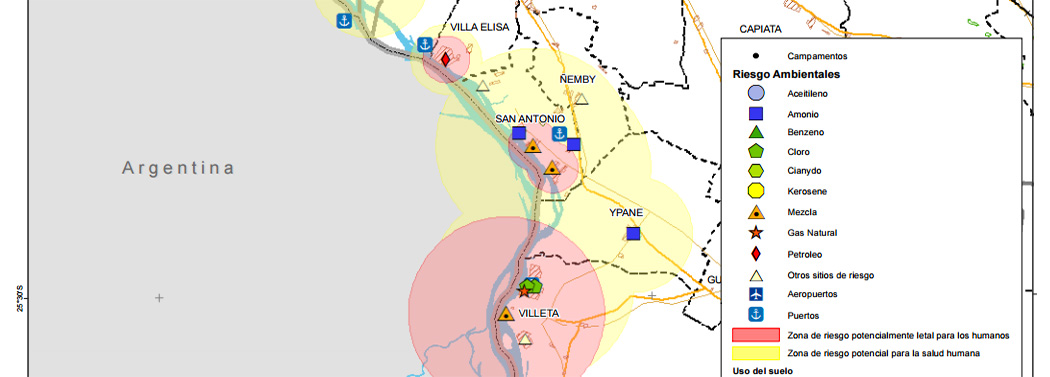 VILLA ELISA
CAPIATA
ÑEMBY
SAN ANTONIO
Argentina
YPANE
GU
VILLETA
25°30'S
Campamentos
Riesgo Ambientales
Aceitileno
Amonio
Benzeno
Cloro
Cianydo
Kerosene
Mezcla
Gas Natural
Petroleo
Otros sitios de riesgo
Aeropuertos
Puertos
Zona de riesgo potencialmente letal para los humanos
Zona de riesgo potencial para la salud humana
Uso del suelo